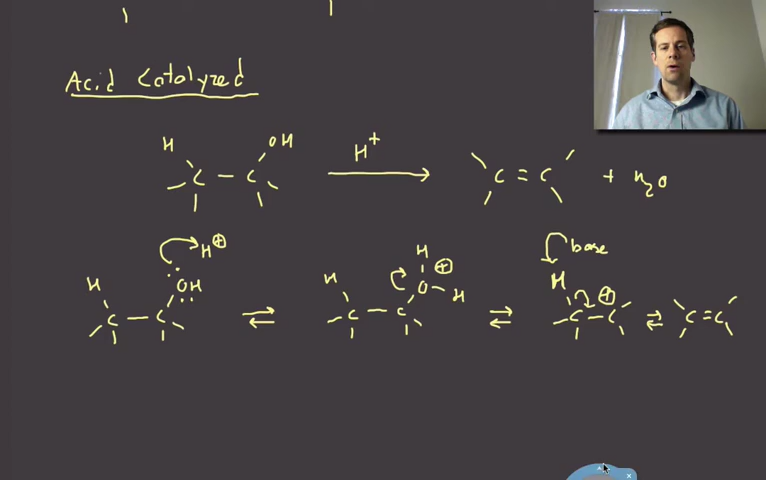 Acid Catalyzed
H OH H⁺
C - C → C = C + H₂O
H OH H⊕ H H ⊕ O - H H base ⊕
C - C ⇌ C - C ⇌ C - C ⇌ C = C